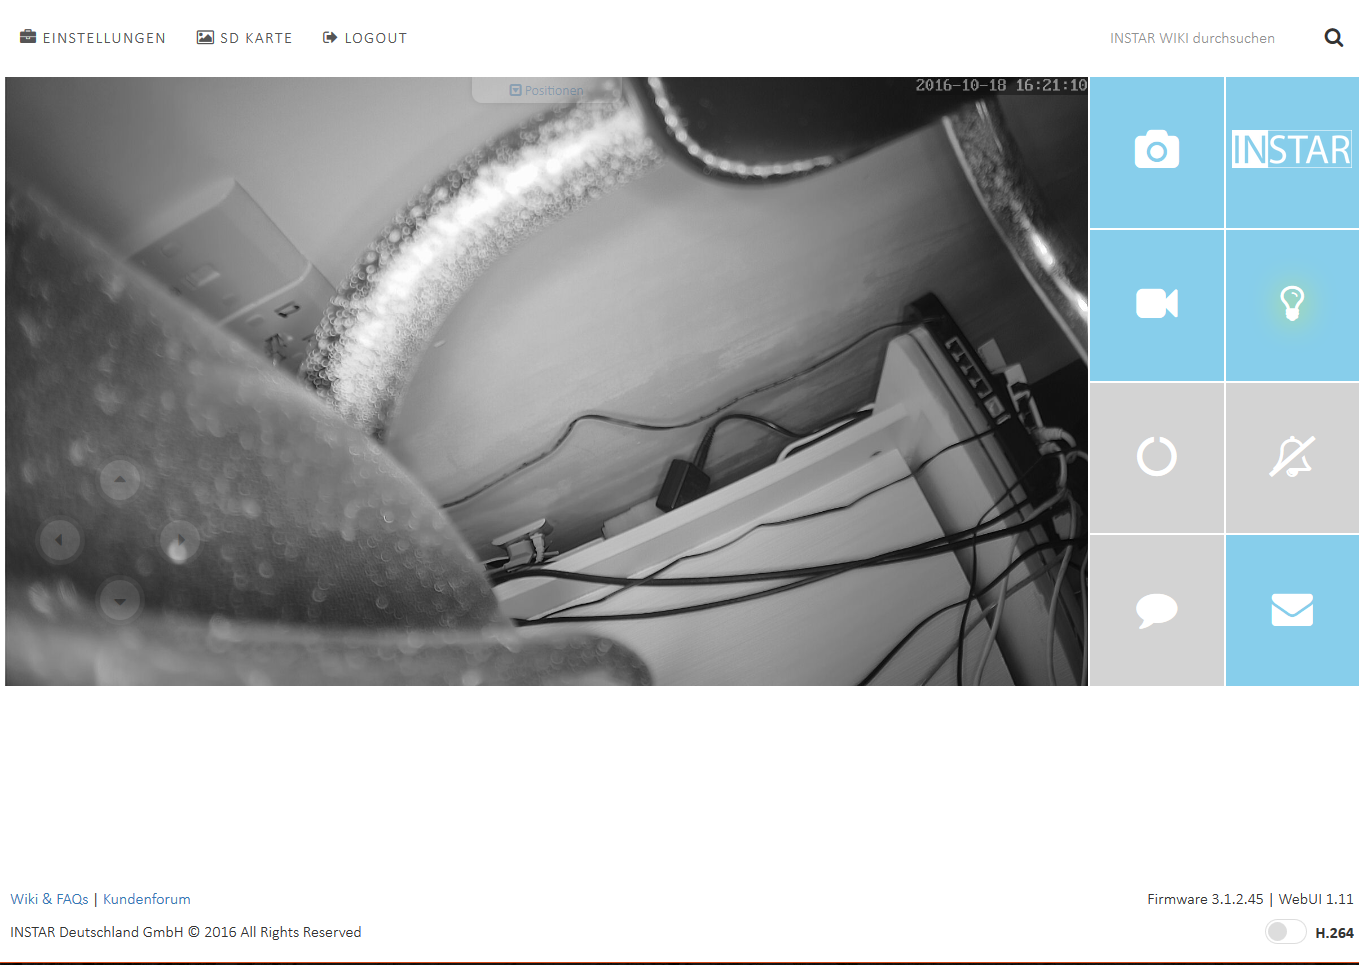 EINSTELLUNGEN SD KARTE LOGOUT INSTAR WIKI durchsuchen
Positionen 2016-10-18 16:21:10
INSTAR
Wiki & FAQs | Kundenforum Firmware 3.1.2.45 | WebUI 1.11
INSTAR Deutschland GmbH © 2016 All Rights Reserved H.264